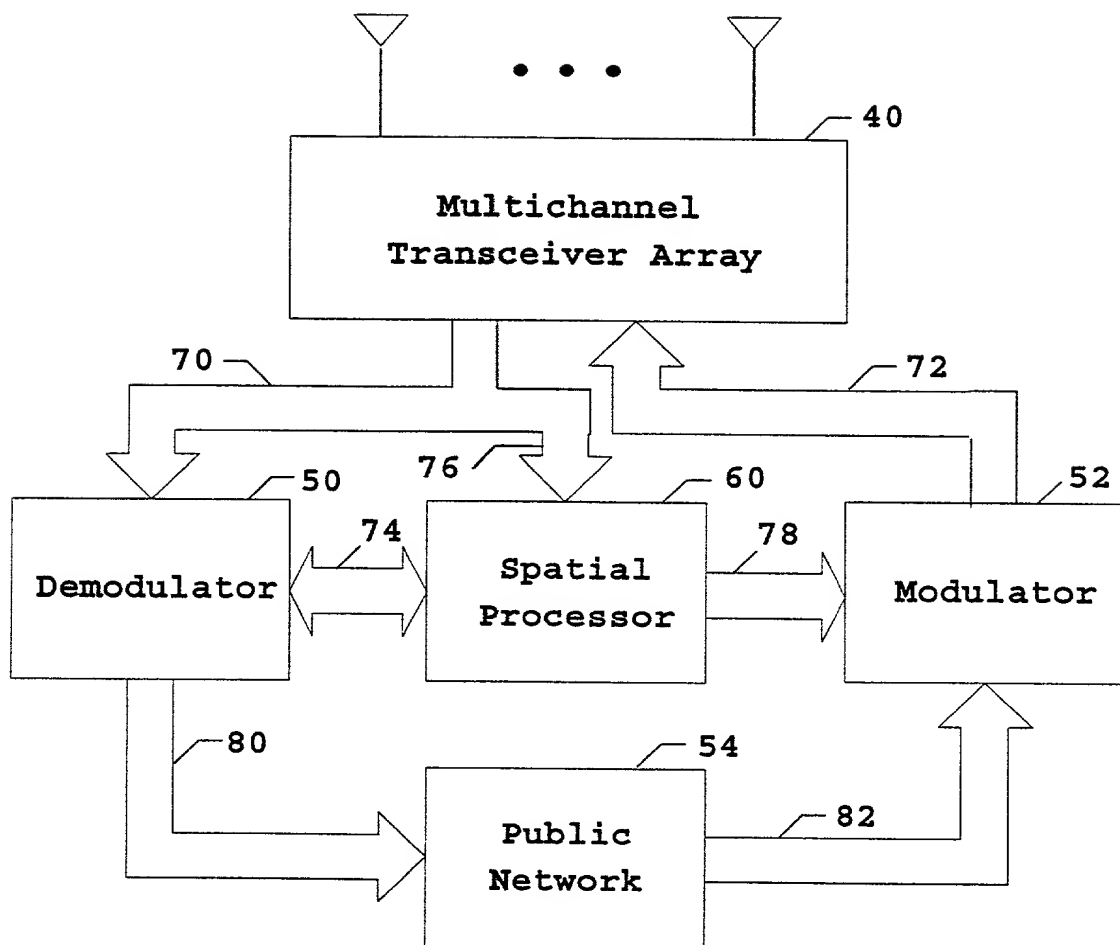 40
Multichannel
Transceiver Array
70
72
76
50
60
52
74
78
Demodulator
Spatial
Processor
Modulator
80
54
82
Public
Network